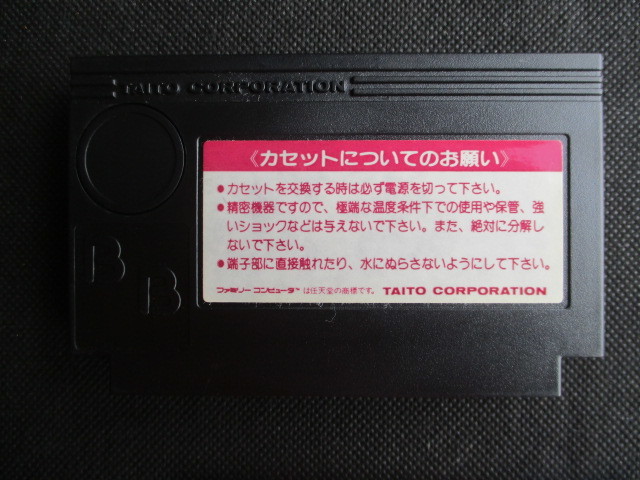 TAITO CORPORATION
《カセットについてのお願い》
●カセットを交換する時は必ず電源を切って下さい。
●精密機器ですので、極端な温度条件下での使用や保管、強
いショックなどは与えないで下さい。また、絶対に分解し
ないで下さい。
●端子部に直接触れたり、水にぬらさないようにして下さい。
ファミリーコンピュータ™は任天堂の商標です。 TAITO CORPORATION
B
B